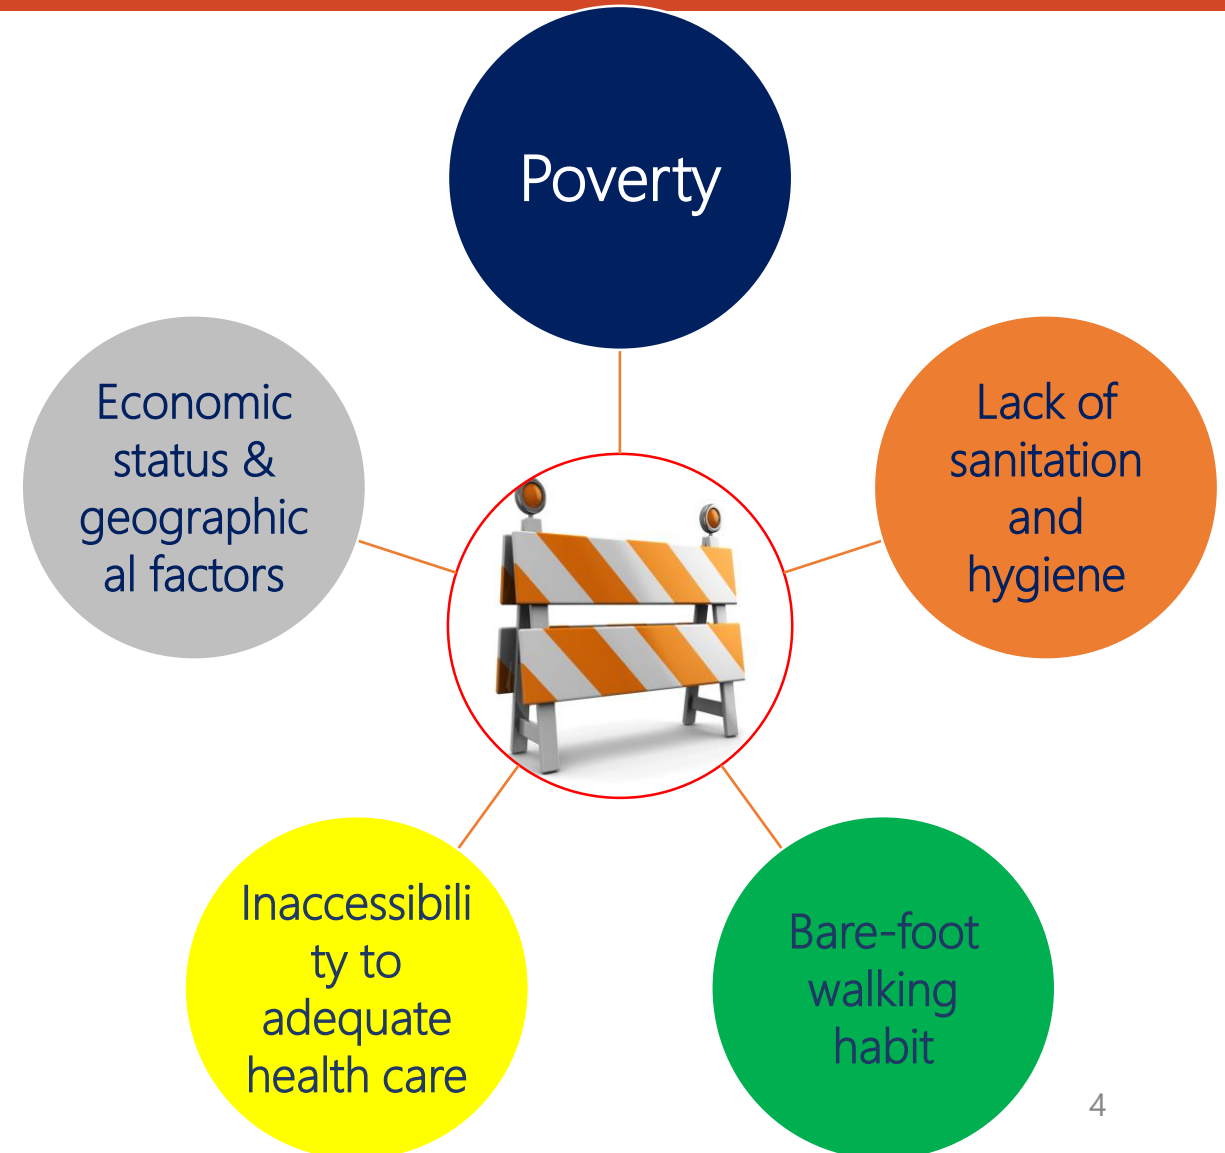 Poverty
Economic
status &
geographic
al factors
Lack of
sanitation
and
hygiene
Inaccessibili
ty to
adequate
health care
Bare-foot
walking
habit
4